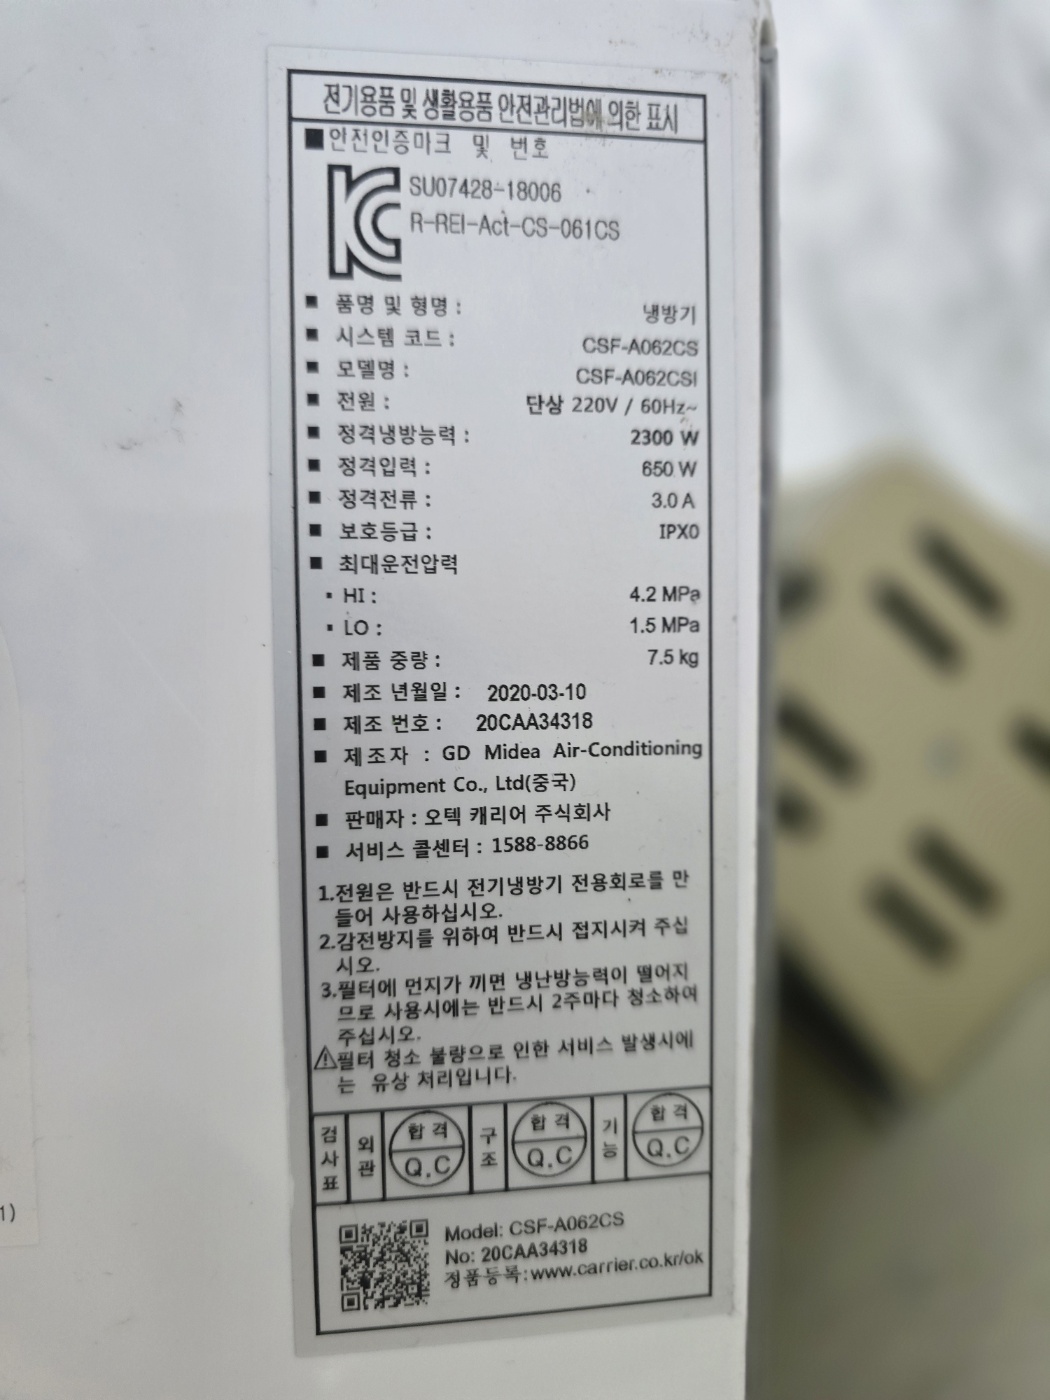 전기용품 및 생활용품 안전관리법에 의한 표시
■안전인증마크 및 번호
SU07428-18006
R-REI-Act-CS-061CS
■ 품명 및 형명 : 냉방기
■ 시스템 코드 : CSF-A062CS
■ 모델명 : CSF-A062CSI
■ 전원 : 단상 220V / 60Hz~
■ 정격냉방능력 : 2300 W
■ 정격입력 : 650 W
■ 정격전류 : 3.0 A
■ 보호등급 : IPX0
■ 최대운전압력
▪ HI : 4.2 MPa
▪ LO : 1.5 MPa
■ 제품 중량 : 7.5 kg
■ 제조 년월일 : 2020-03-10
■ 제조 번호 : 20CAA34318
■ 제조자 : GD Midea Air-Conditioning
Equipment Co., Ltd(중국)
■ 판매자 : 오텍 캐리어 주식회사
■ 서비스 콜센터 : 1588-8866
1.전원은 반드시 전기냉방기 전용회로를 만
들어 사용하십시오.
2.감전방지를 위하여 반드시 접지시켜 주십
시오.
3.필터에 먼지가 끼면 냉난방능력이 떨어지
므로 사용시에는 반드시 2주마다 청소하여
주십시오.
⚠필터 청소 불량으로 인한 서비스 발생시에
는 유상 처리입니다.
검사표 외관 합격 Q.C 구조 합격 Q.C 기능 합격 Q.C
Model: CSF-A062CS
No: 20CAA34318
정품등록:www.carrier.co.kr/ok
1)